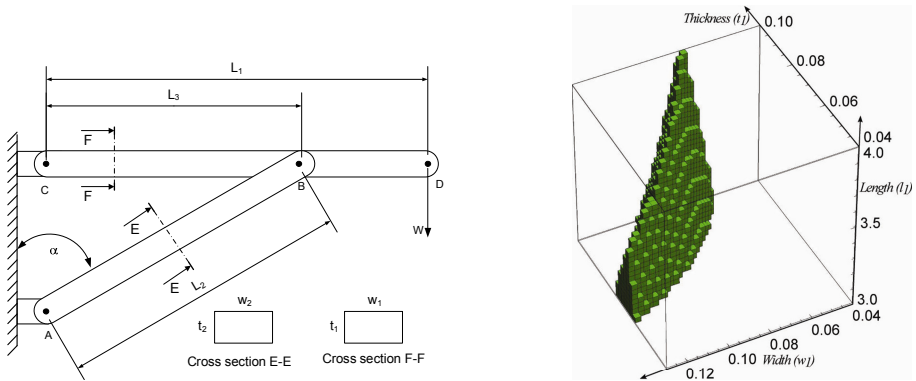 L1
L3
F
F
C
B
D
E
E
W
α
L2
A
w2
t2
Cross section E-E
w1
t1
Cross section F-F
Thickness (t1)
0.10
0.08
0.06
0.04
4.0
Length (l1)
3.5
3.0
0.04
0.06
0.08
Width (w1)
0.10
0.12